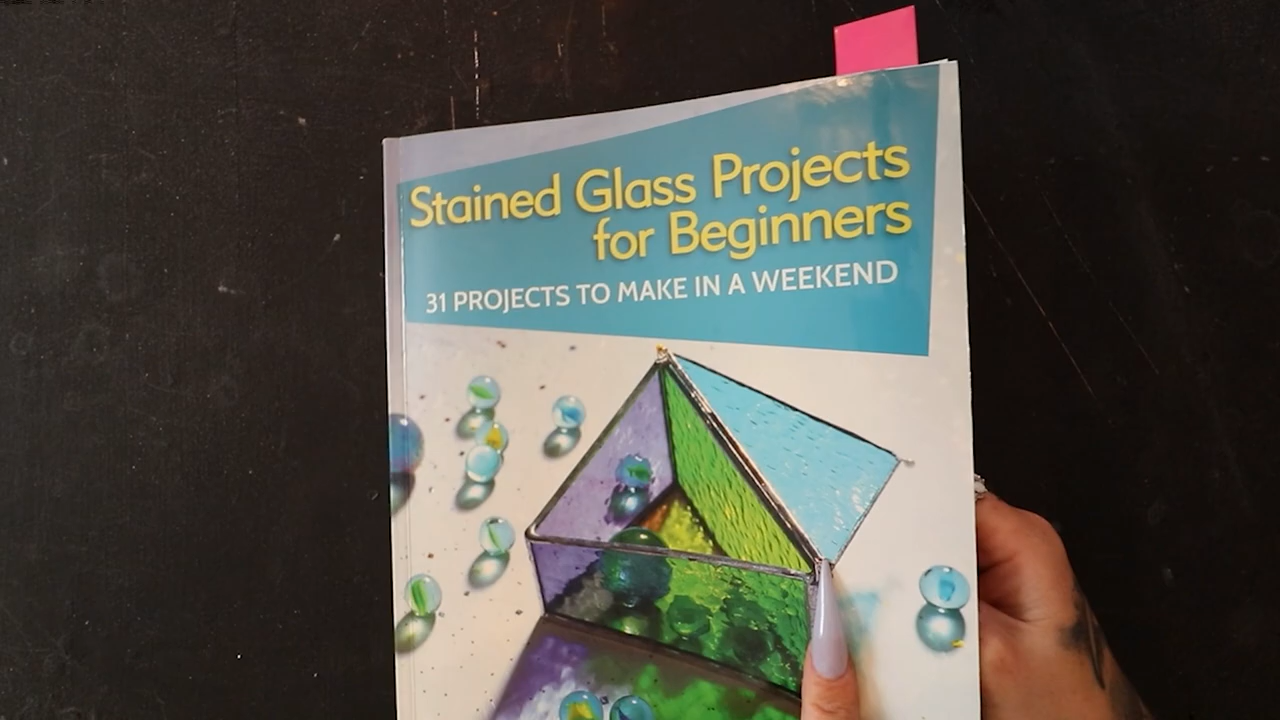 Stained Glass Projects
for Beginners
31 PROJECTS TO MAKE IN A WEEKEND